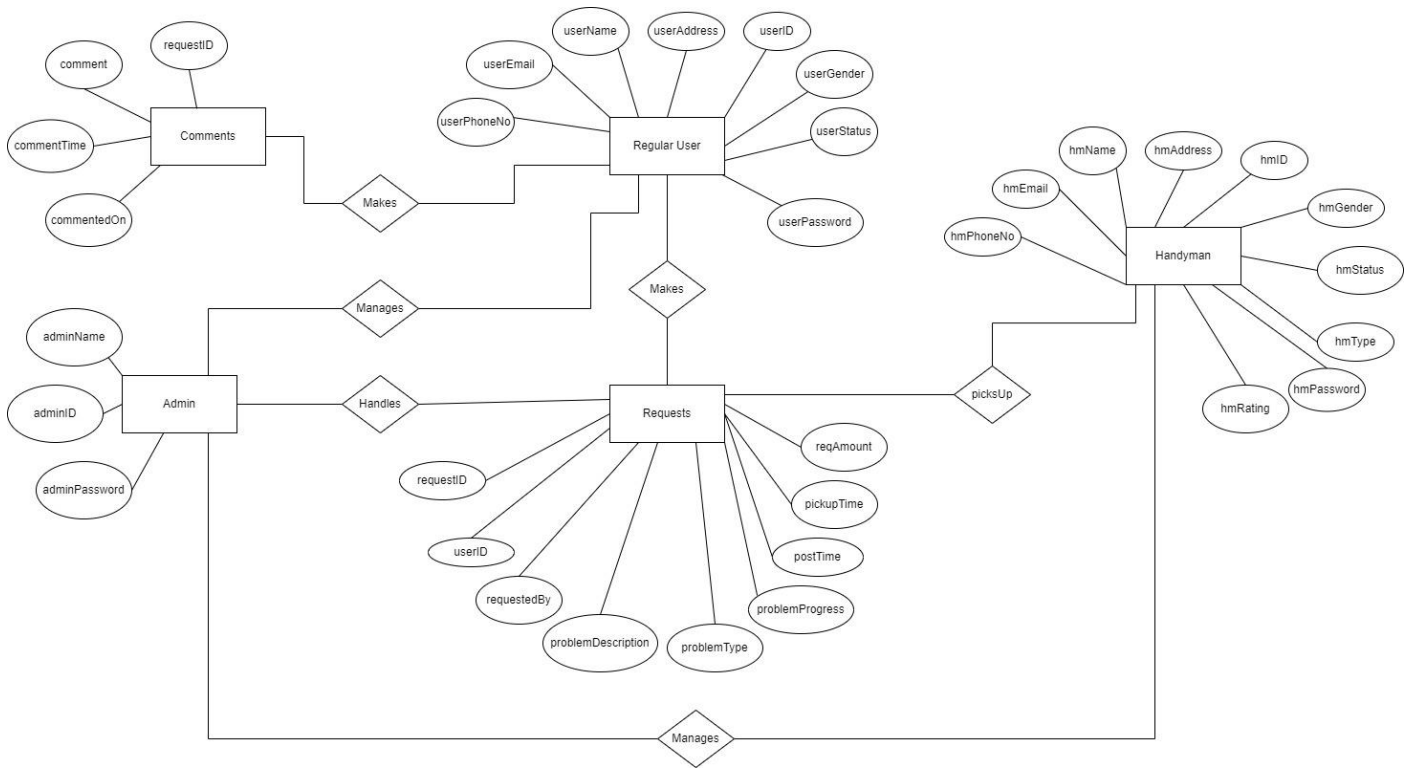 requestID
comment
commentTime
commentedOn
Comments
Makes
userName
userAddress
userID
userEmail
userGender
userPhoneNo
userStatus
Regular User
userPassword
hmName
hmAddress
hmID
hmEmail
hmGender
hmPhoneNo
Handyman
hmStatus
hmType
hmPassword
hmRating
Manages
Makes
adminName
adminID
adminPassword
Admin
Handles
Requests
picksUp
reqAmount
requestID
pickupTime
userID
postTime
requestedBy
problemProgress
problemDescription
problemType
Manages